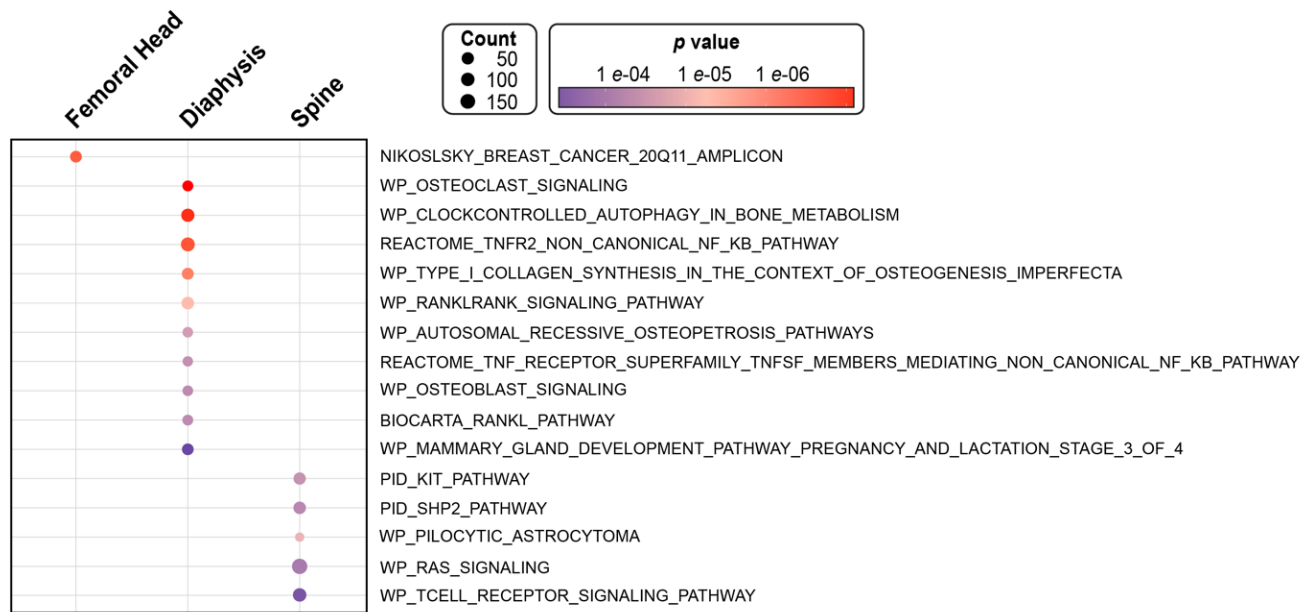 Femoral Head
Diaphysis
Spine
Count
50
100
150
p value
1 e-04 1 e-05 1 e-06
NIKOSLSKY_BREAST_CANCER_20Q11_AMPLICON
WP_OSTEOCLAST_SIGNALING
WP_CLOCKCONTROLLED_AUTOPHAGY_IN_BONE_METABOLISM
REACTOME_TNFR2_NON_CANONICAL_NF_KB_PATHWAY
WP_TYPE_I_COLLAGEN_SYNTHESIS_IN_THE_CONTEXT_OF_OSTEOGENESIS_IMPERFECTA
WP_RANKLRANK_SIGNALING_PATHWAY
WP_AUTOSOMAL_RECESSIVE_OSTEOPETROSIS_PATHWAYS
REACTOME_TNF_RECEPTOR_SUPERFAMILY_TNFSF_MEMBERS_MEDIATING_NON_CANONICAL_NF_KB_PATHWAY
WP_OSTEOBLAST_SIGNALING
BIOCARTA_RANKL_PATHWAY
WP_MAMMARY_GLAND_DEVELOPMENT_PATHWAY_PREGNANCY_AND_LACTATION_STAGE_3_OF_4
PID_KIT_PATHWAY
PID_SHP2_PATHWAY
WP_PILOCYTIC_ASTROCYTOMA
WP_RAS_SIGNALING
WP_TCELL_RECEPTOR_SIGNALING_PATHWAY